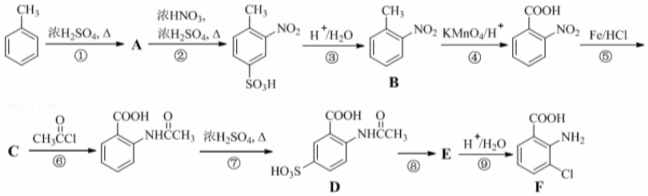 CH₃ 浓H₂SO₄, Δ ① A 浓HNO₃, 浓H₂SO₄, Δ ② CH₃ NO₂ SO₃H H⁺/H₂O ③ CH₃ NO₂ B KMnO₄/H⁺ ④ COOH NO₂ Fe/HCl ⑤
C CH₃CCl O ⑥ COOH NHCCH₃ O 浓H₂SO₄, Δ ⑦ COOH NHCCH₃ O HO₃S D ⑧ E H⁺/H₂O ⑨ COOH NH₂ Cl F